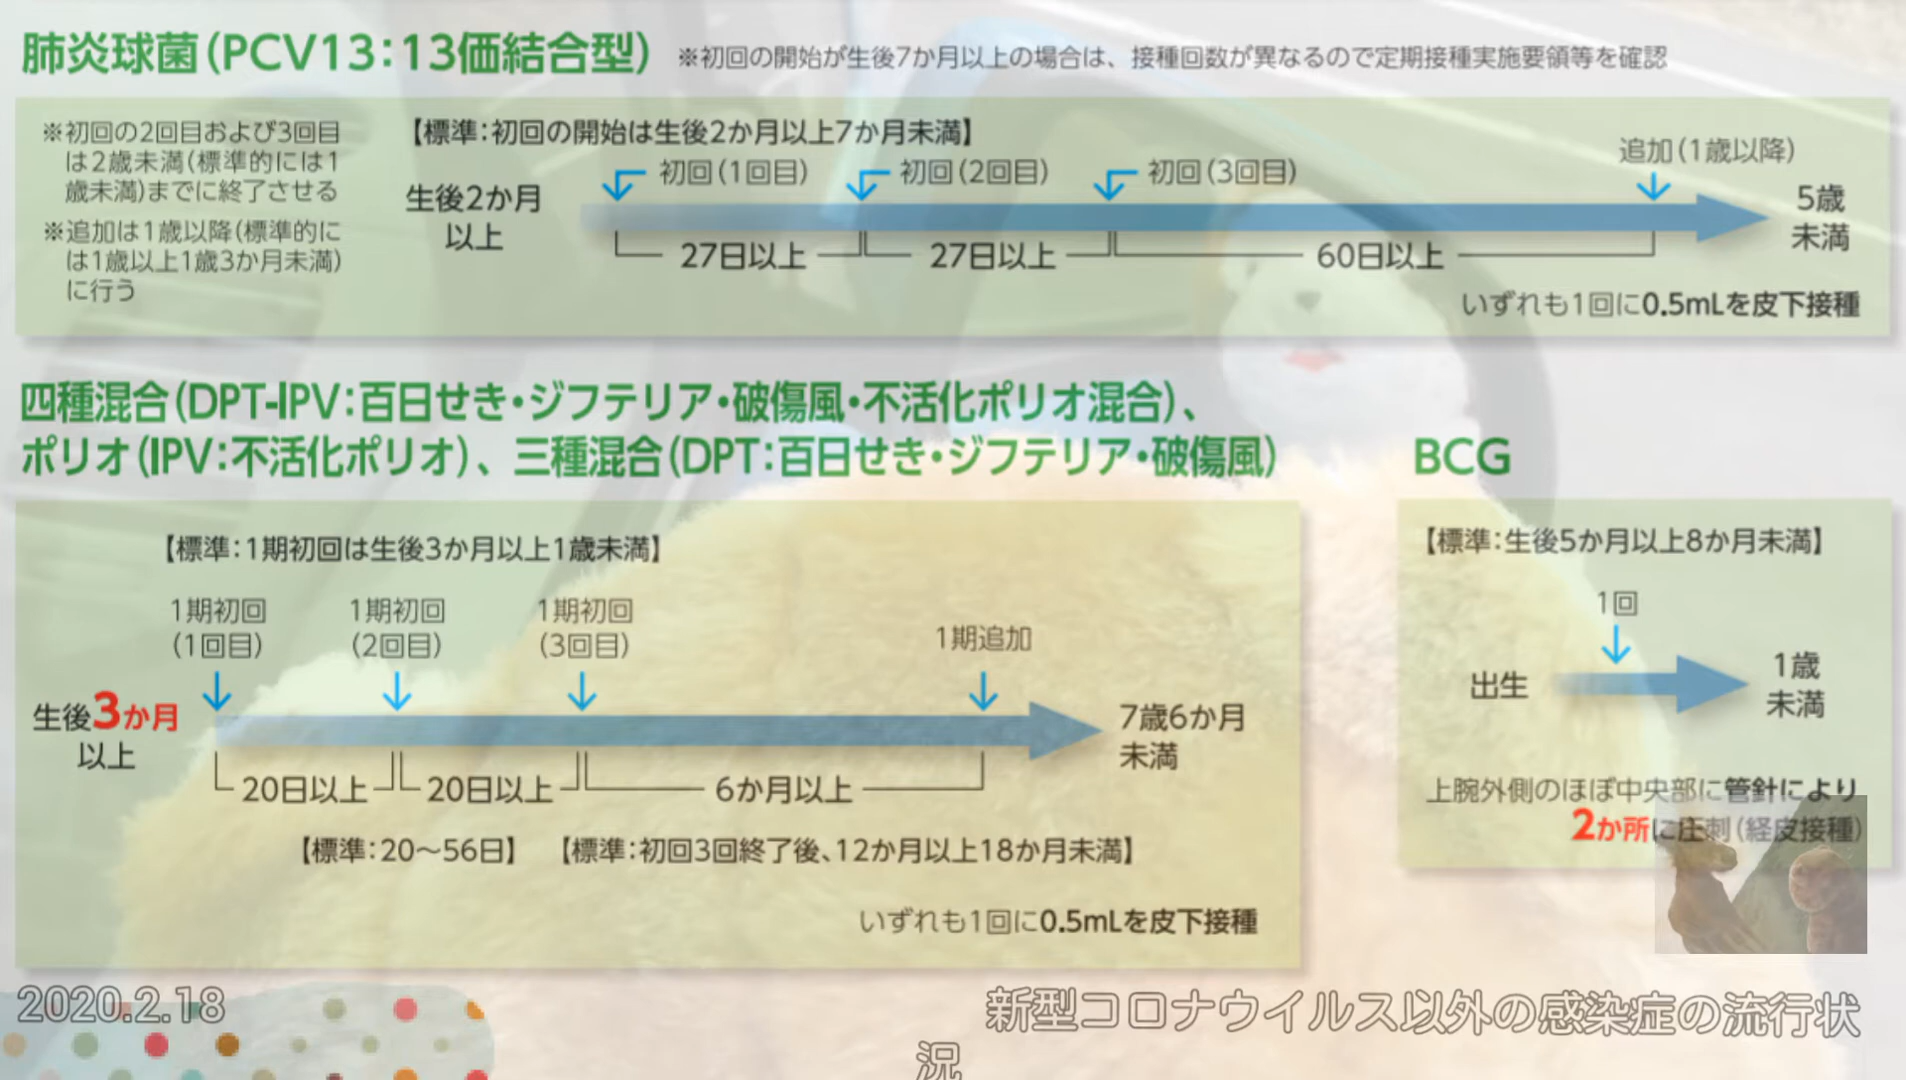 肺炎球菌（PCV13：13価結合型） ※初回の開始が生後7か月以上の場合は、接種回数が異なるので定期接種実施要領等を確認
※初回の2回目および3回目
は2歳未満（標準的には1
歳未満）までに終了させる
※追加は1歳以降（標準的に
は1歳以上1歳3か月未満）
に行う
【標準：初回の開始は生後2か月以上7か月未満】
初回（1回目） 初回（2回目） 初回（3回目） 追加（1歳以降）
生後2か月
以上
5歳
未満
27日以上 27日以上 60日以上
いずれも1回に0.5mLを皮下接種
四種混合（DPT-IPV：百日せき・ジフテリア・破傷風・不活化ポリオ混合）、
ポリオ（IPV：不活化ポリオ）、三種混合（DPT：百日せき・ジフテリア・破傷風）
【標準：1期初回は生後3か月以上1歳未満】
1期初回
（1回目）
1期初回
（2回目）
1期初回
（3回目）
1期追加
生後3か月
以上
7歳6か月
未満
20日以上 20日以上 6か月以上
【標準：20〜56日】 【標準：初回3回終了後、12か月以上18か月未満】
いずれも1回に0.5mLを皮下接種
BCG
【標準：生後5か月以上8か月未満】
1回
出生
1歳
未満
上腕外側のほぼ中央部に管針により
2か所に圧刺（経皮接種）
2020.2.18
新型コロナウイルス以外の感染症の流行状
況